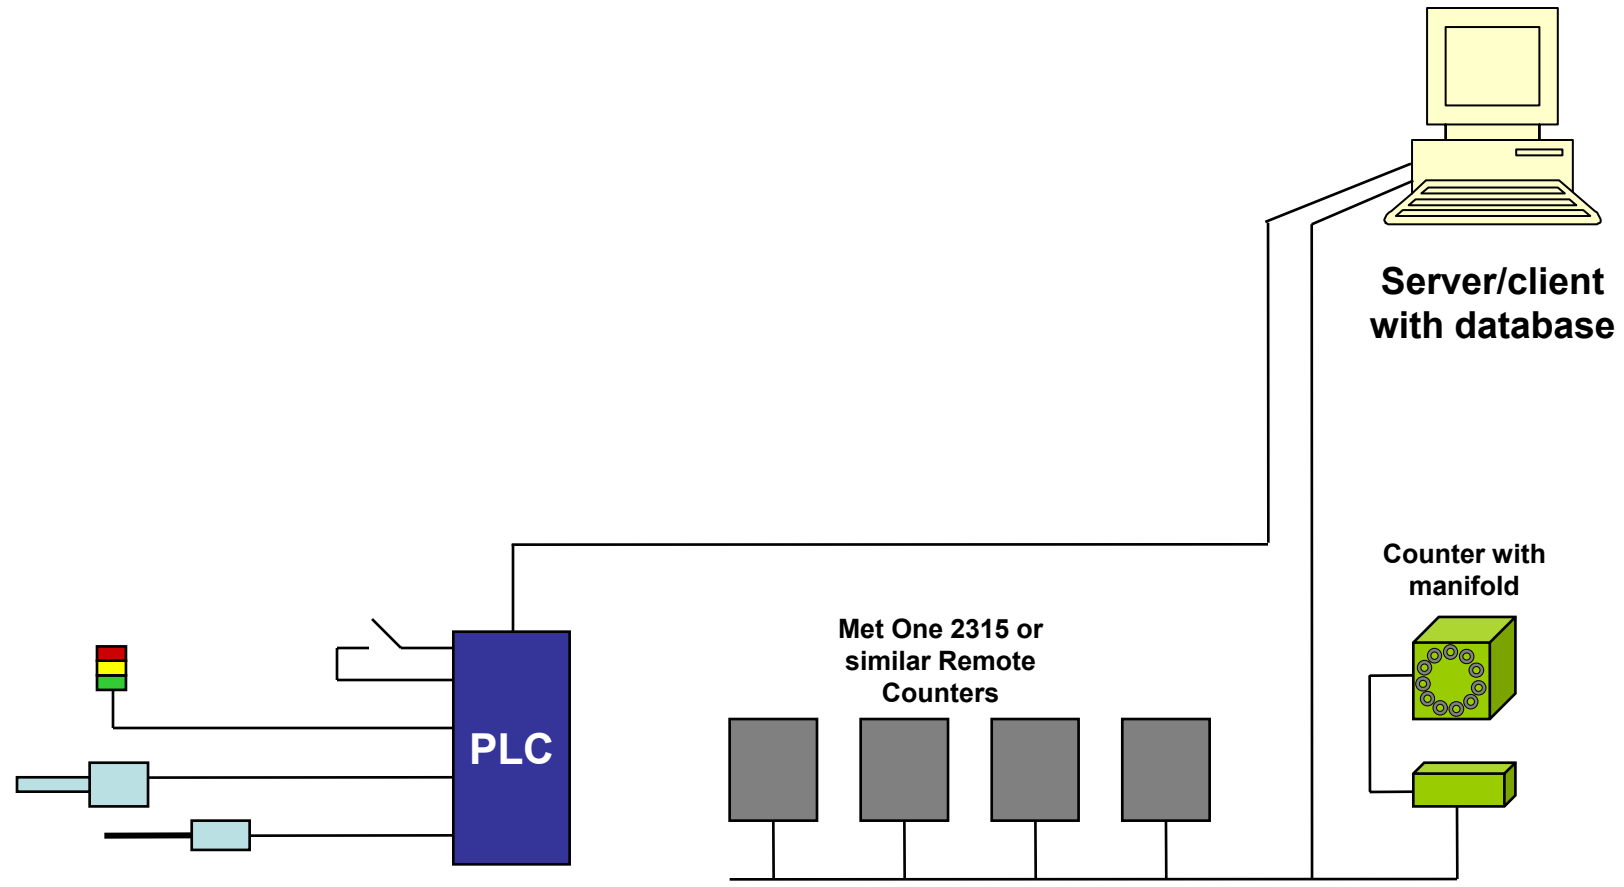 Server/client
with database
Counter with
manifold
Met One 2315 or
similar Remote
Counters
PLC